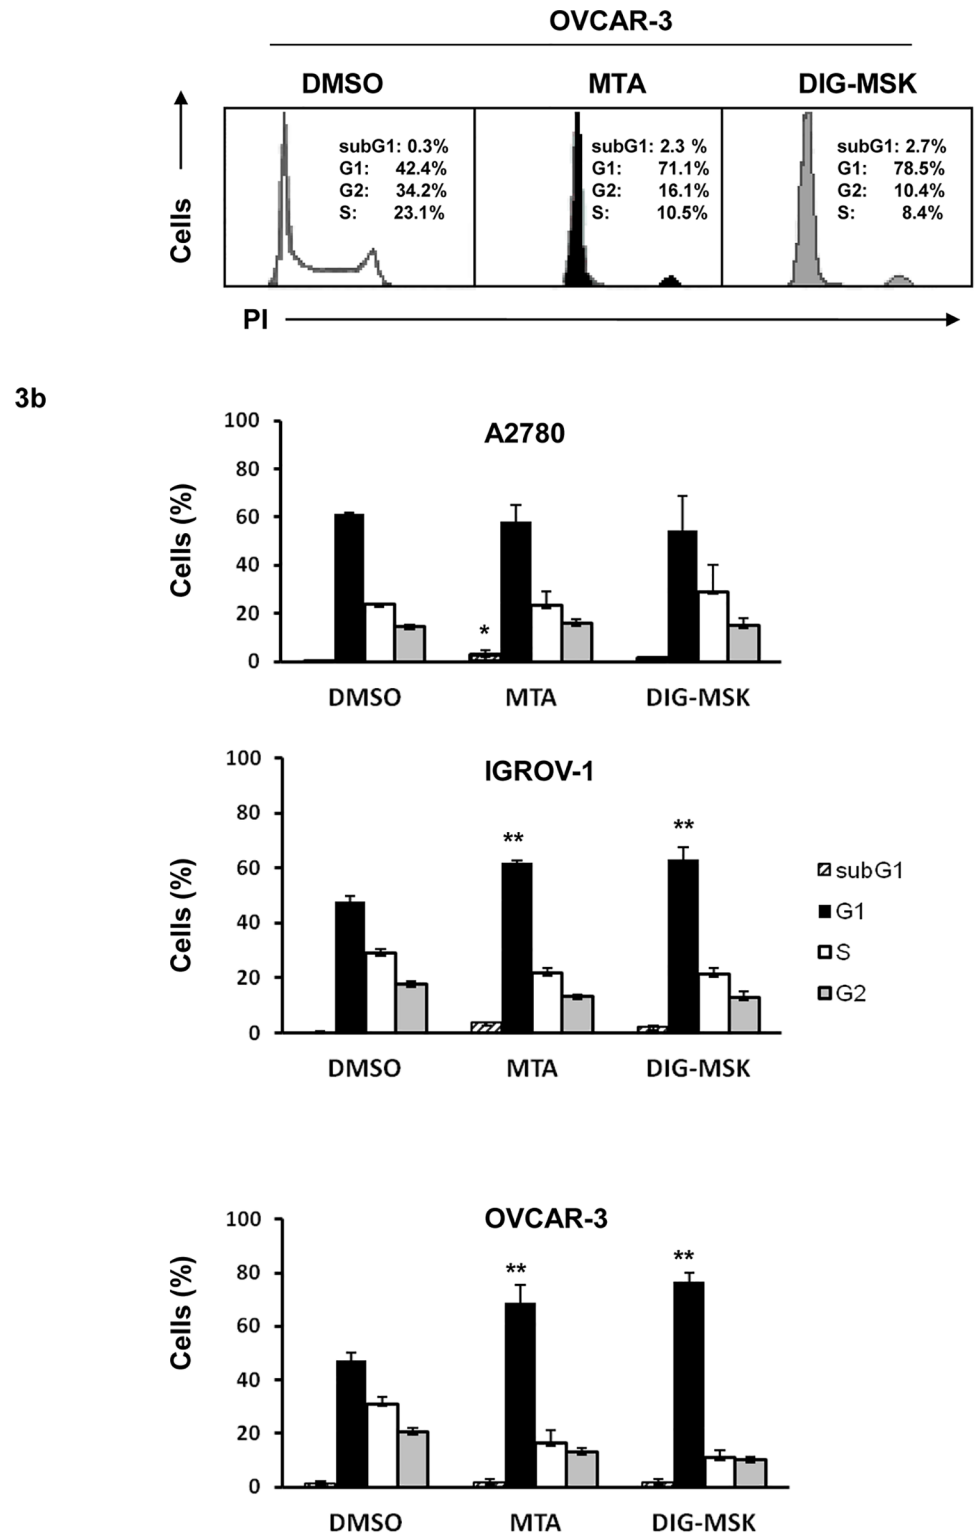 OVCAR-3
DMSO MTA DIG-MSK
subG1: 0.3% subG1: 2.3 % subG1: 2.7%
G1: 42.4% G1: 71.1% G1: 78.5%
G2: 34.2% G2: 16.1% G2: 10.4%
S: 23.1% S: 10.5% S: 8.4%
Cells
PI
3b
A2780
100
80
60
40
20
0
Cells (%)
*
DMSO MTA DIG-MSK
IGROV-1
100
80
60
40
20
0
Cells (%)
** **
subG1
G1
S
G2
DMSO MTA DIG-MSK
OVCAR-3
100
80
60
40
20
0
Cells (%)
** **
DMSO MTA DIG-MSK